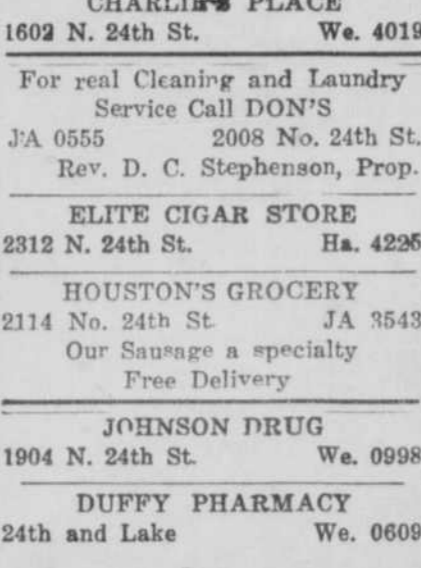 CHARLIE'S PLACE
1602 N. 24th St. We. 4019
For real Cleaning and Laundry
Service Call DON'S
JA 0555 2008 No. 24th St.
Rev. D. C. Stephenson, Prop.
ELITE CIGAR STORE
2312 N. 24th St. Ha. 4225
HOUSTON'S GROCERY
2114 No. 24th St. JA 3543
Our Sausage a specialty
Free Delivery
JOHNSON DRUG
1904 N. 24th St. We. 0998
DUFFY PHARMACY
24th and Lake We. 0609